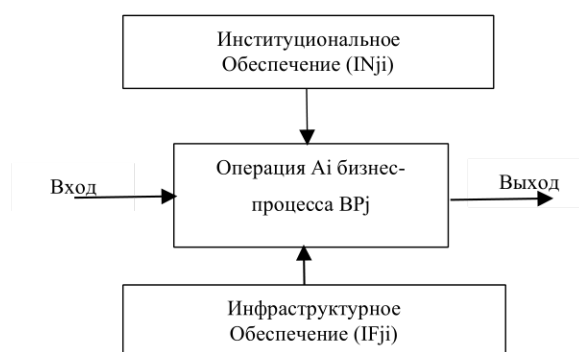 Институциональное
Обеспечение (INji)
Операция Ai бизнес-
процесса BPj
Вход
Выход
Инфраструктурное
Обеспечение (IFji)